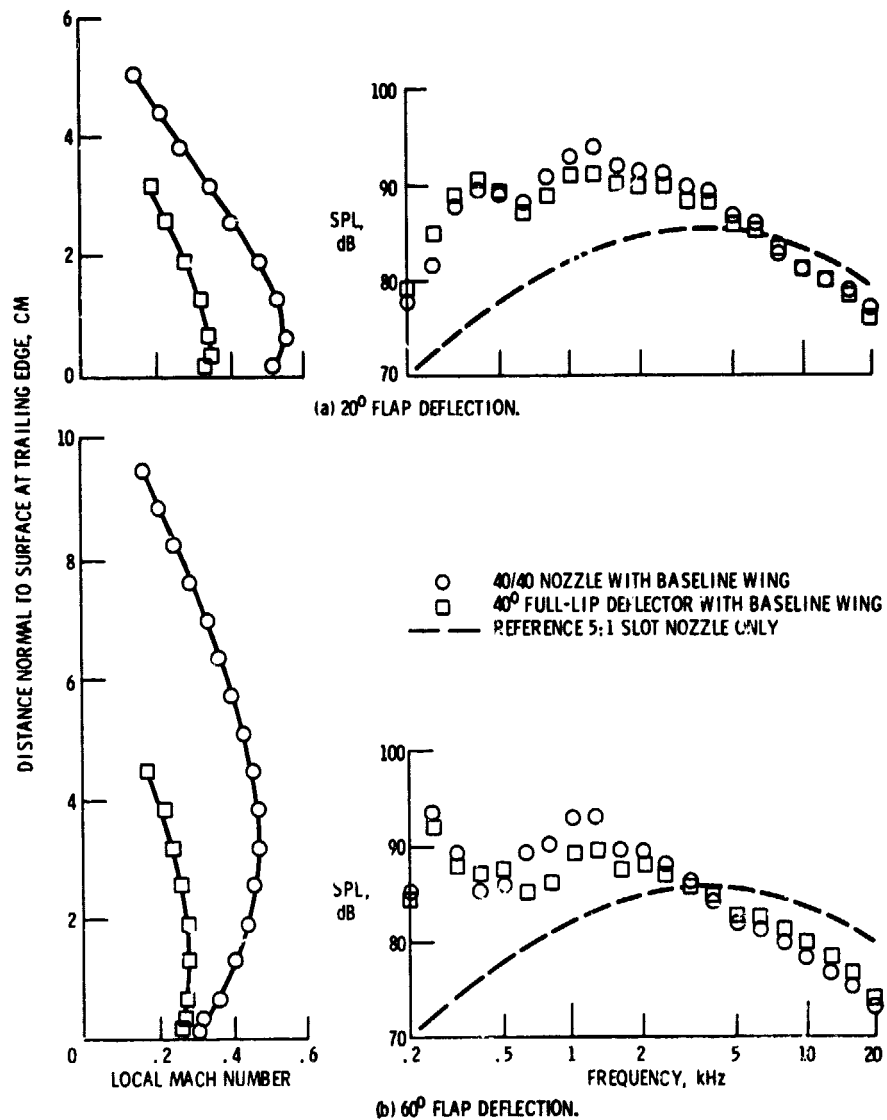 6
4
2
0
DISTANCE NORMAL TO SURFACE AT TRAILING EDGE, CM
100
90
80
70
SPL,
dB
(a) 20° FLAP DEFLECTION.
10
8
6
4
2
0
.2
.4
.6
LOCAL MACH NUMBER
40/40 NOZZLE WITH BASELINE WING
40° FULL-LIP DEFLECTOR WITH BASELINE WING
REFERENCE 5:1 SLOT NOZZLE ONLY
100
90
80
70
SPL,
dB
.2
.5
1
2
5
10
20
FREQUENCY, kHz
(b) 60° FLAP DEFLECTION.